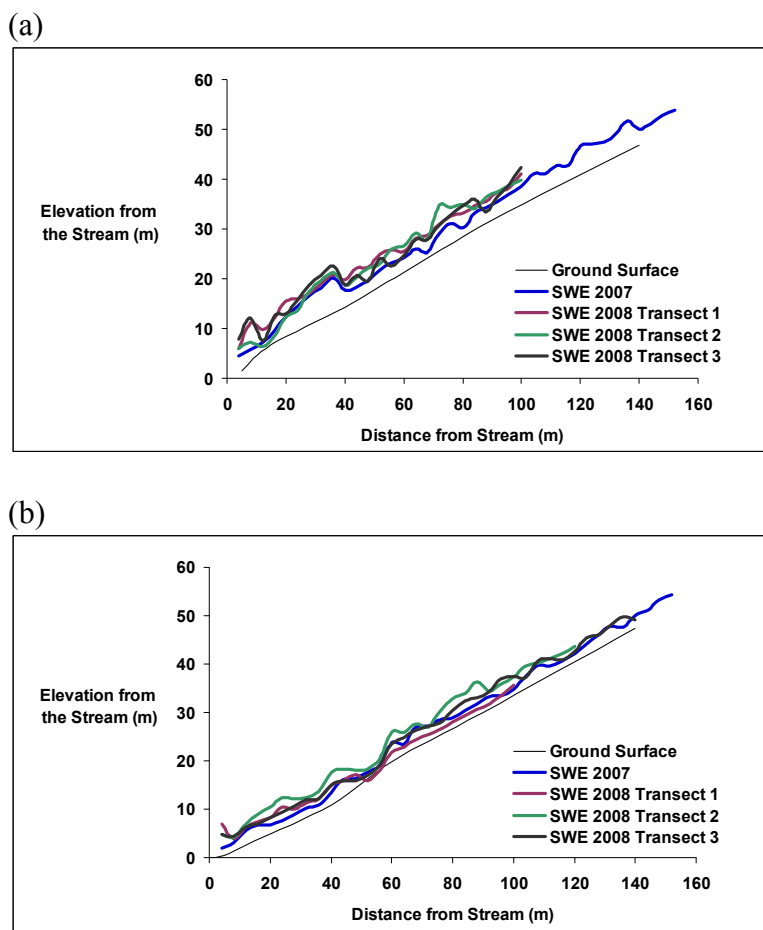 (a)
60
50
40
30
20
10
0
Elevation from
the Stream (m)
Ground Surface
SWE 2007
SWE 2008 Transect 1
SWE 2008 Transect 2
SWE 2008 Transect 3
0 20 40 60 80 100 120 140 160
Distance from Stream (m)
(b)
60
50
40
30
20
10
0
Elevation from
the Stream (m)
Ground Surface
SWE 2007
SWE 2008 Transect 1
SWE 2008 Transect 2
SWE 2008 Transect 3
0 20 40 60 80 100 120 140 160
Distance from Stream (m)